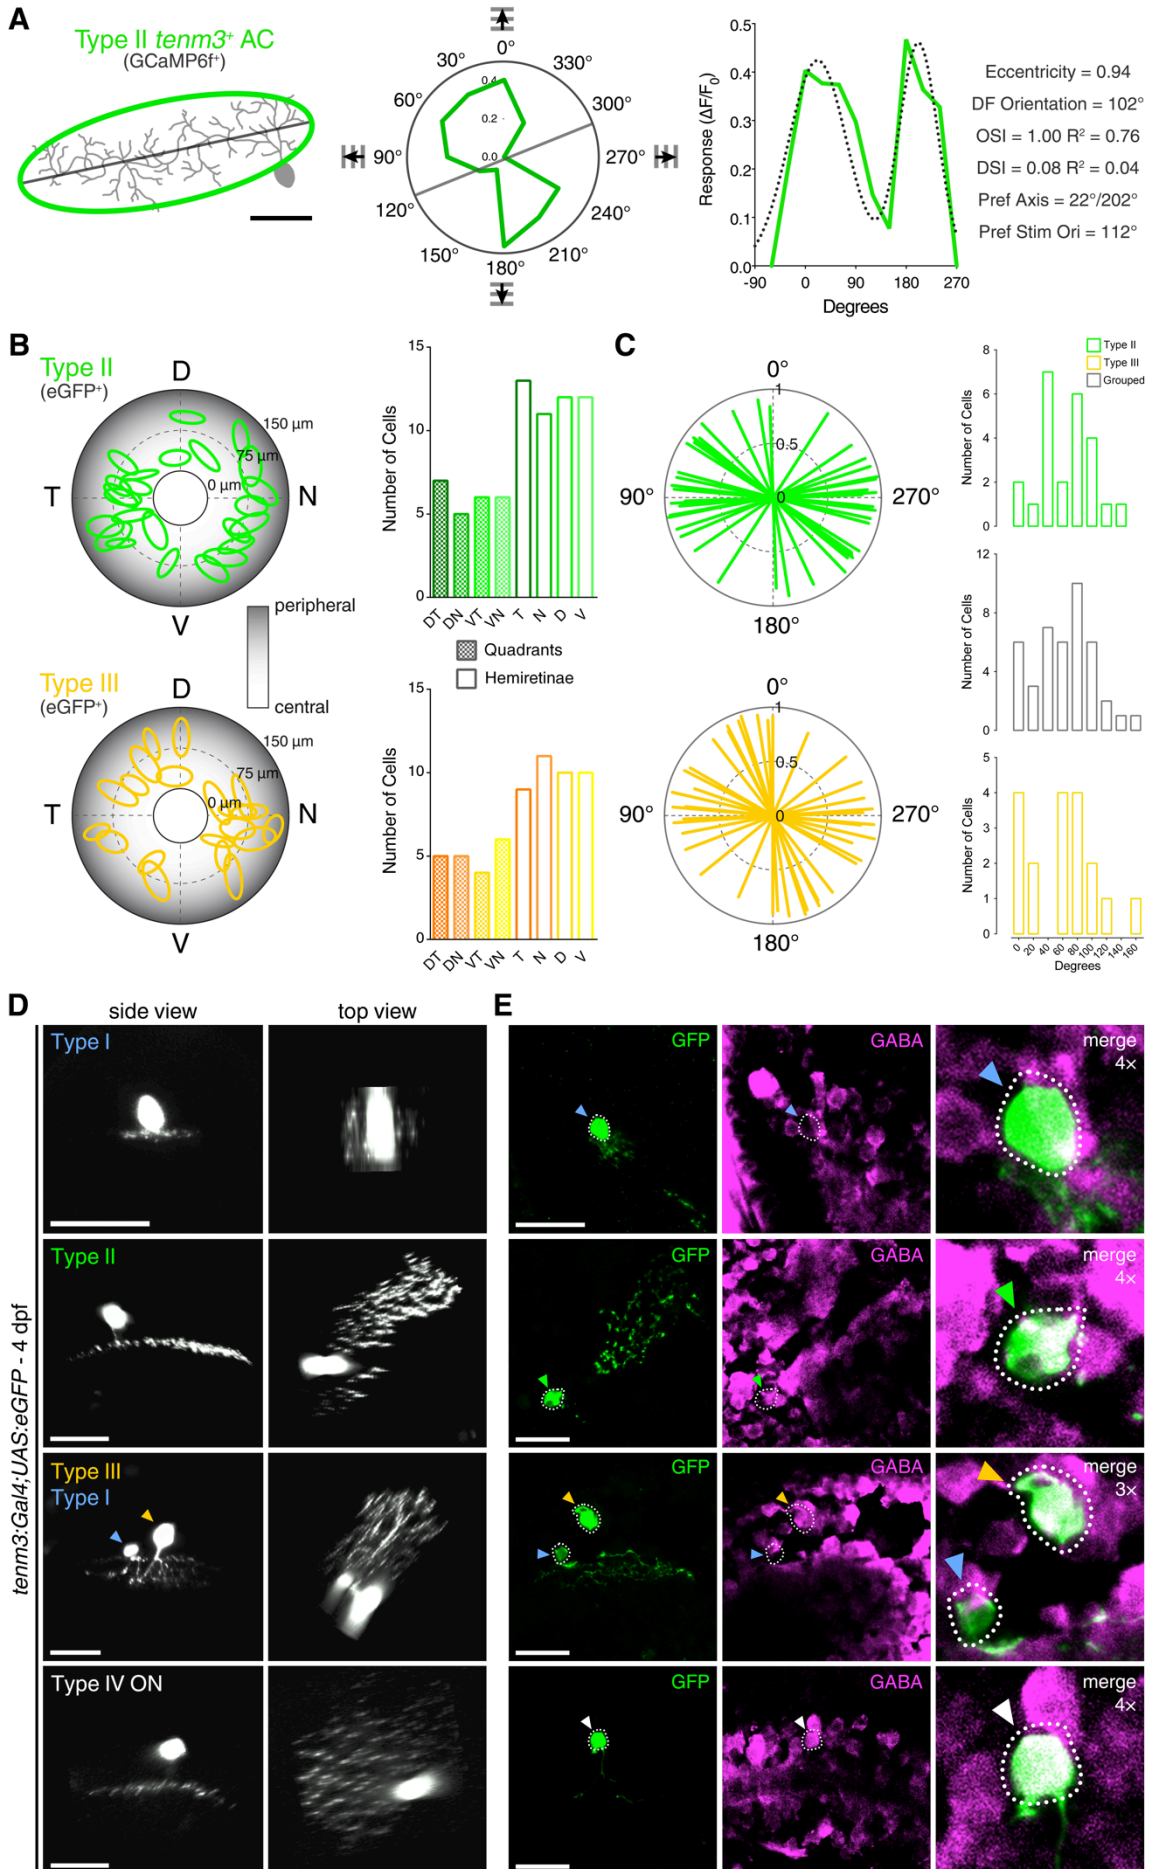 A
Type II tenm3⁺ AC
(GCaMP6f⁺)
0°
30°
330°
60°
300°
90°
270°
120°
240°
150°
210°
180°
0.4
0.2
0.0
Response (ΔF/F₀)
0.5
0.4
0.3
0.2
0.1
0.0
-90 0 90 180 270
Degrees
Eccentricity = 0.94
DF Orientation = 102°
OSI = 1.00 R² = 0.76
DSI = 0.08 R² = 0.04
Pref Axis = 22°/202°
Pref Stim Ori = 112°
B
Type II
(eGFP⁺)
D
T
N
V
150 µm
75 µm
0 µm
peripheral
central
Number of Cells
15
10
5
0
DT DN VT VN T N D V
Quadrants
Hemiretinae
Type III
(eGFP⁺)
D
T
N
V
150 µm
75 µm
0 µm
Number of Cells
15
10
5
0
DT DN VT VN T N D V
C
0°
90°
270°
180°
1
0.5
0
0°
90°
270°
180°
1
0.5
0
Type II
Type III
Grouped
Number of Cells
8
6
4
2
0
Number of Cells
12
8
4
0
Number of Cells
5
4
3
2
1
0
0 20 40 60 80 100 120 140 160
Degrees
D
side view
top view
tenm3:Gal4;UAS:eGFP - 4 dpf
Type I
Type II
Type III
Type I
Type IV ON
E
GFP
GABA
merge
4×
GFP
GABA
merge
4×
GFP
GABA
merge
3×
GFP
GABA
merge
4×